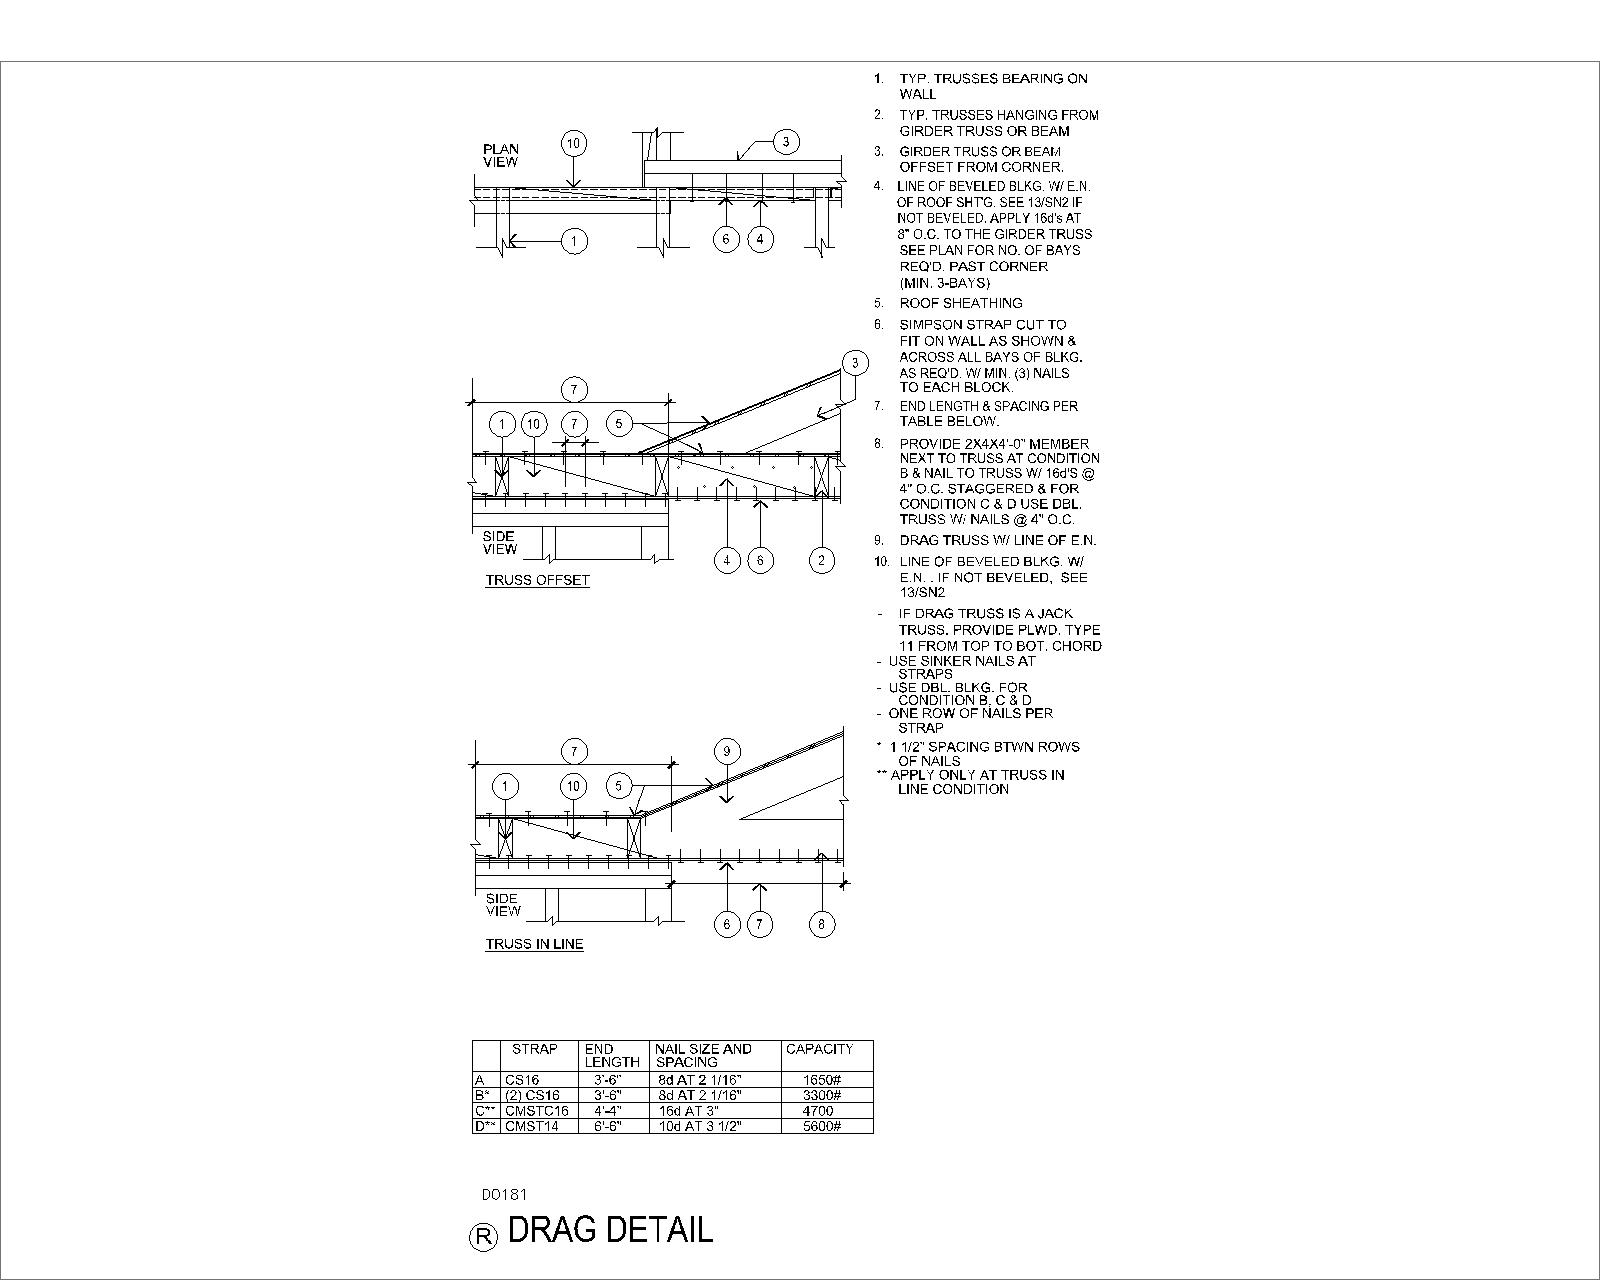 PLAN
VIEW
10
3
1
6
4
7
3
1
10
7
5
SIDE
VIEW
4
6
2
TRUSS OFFSET
7
9
1
10
5
SIDE
VIEW
6
7
8
TRUSS IN LINE
1. TYP. TRUSSES BEARING ON
WALL
2. TYP. TRUSSES HANGING FROM
GIRDER TRUSS OR BEAM
3. GIRDER TRUSS OR BEAM
OFFSET FROM CORNER.
4. LINE OF BEVELED BLKG. W/ E.N.
OF ROOF SHT'G. SEE 13/SN2 IF
NOT BEVELED. APPLY 16d's AT
8" O.C. TO THE GIRDER TRUSS
SEE PLAN FOR NO. OF BAYS
REQ'D. PAST CORNER
(MIN. 3-BAYS)
5. ROOF SHEATHING
6. SIMPSON STRAP CUT TO
FIT ON WALL AS SHOWN &
ACROSS ALL BAYS OF BLKG.
AS REQ'D. W/ MIN. (3) NAILS
TO EACH BLOCK.
7. END LENGTH & SPACING PER
TABLE BELOW.
8. PROVIDE 2X4X4'-0" MEMBER
NEXT TO TRUSS AT CONDITION
B & NAIL TO TRUSS W/ 16d'S @
4" O.C. STAGGERED & FOR
CONDITION C & D USE DBL.
TRUSS W/ NAILS @ 4" O.C.
9. DRAG TRUSS W/ LINE OF E.N.
10. LINE OF BEVELED BLKG. W/
E.N. . IF NOT BEVELED, SEE
13/SN2
- IF DRAG TRUSS IS A JACK
TRUSS, PROVIDE PLWD. TYPE
11 FROM TOP TO BOT. CHORD
- USE SINKER NAILS AT
STRAPS
- USE DBL. BLKG. FOR
CONDITION B, C & D
- ONE ROW OF NAILS PER
STRAP
* 1 1/2" SPACING BTWN ROWS
OF NAILS
** APPLY ONLY AT TRUSS IN
LINE CONDITION
STRAP END LENGTH NAIL SIZE AND SPACING CAPACITY
A CS16 3'-6" 8d AT 2 1/16" 1650#
B* (2) CS16 3'-6" 8d AT 2 1/16" 3300#
C** CMSTC16 4'-4" 16d AT 3" 4700
D** CMST14 6'-6" 10d AT 3 1/2" 5600#
DO181
R DRAG DETAIL